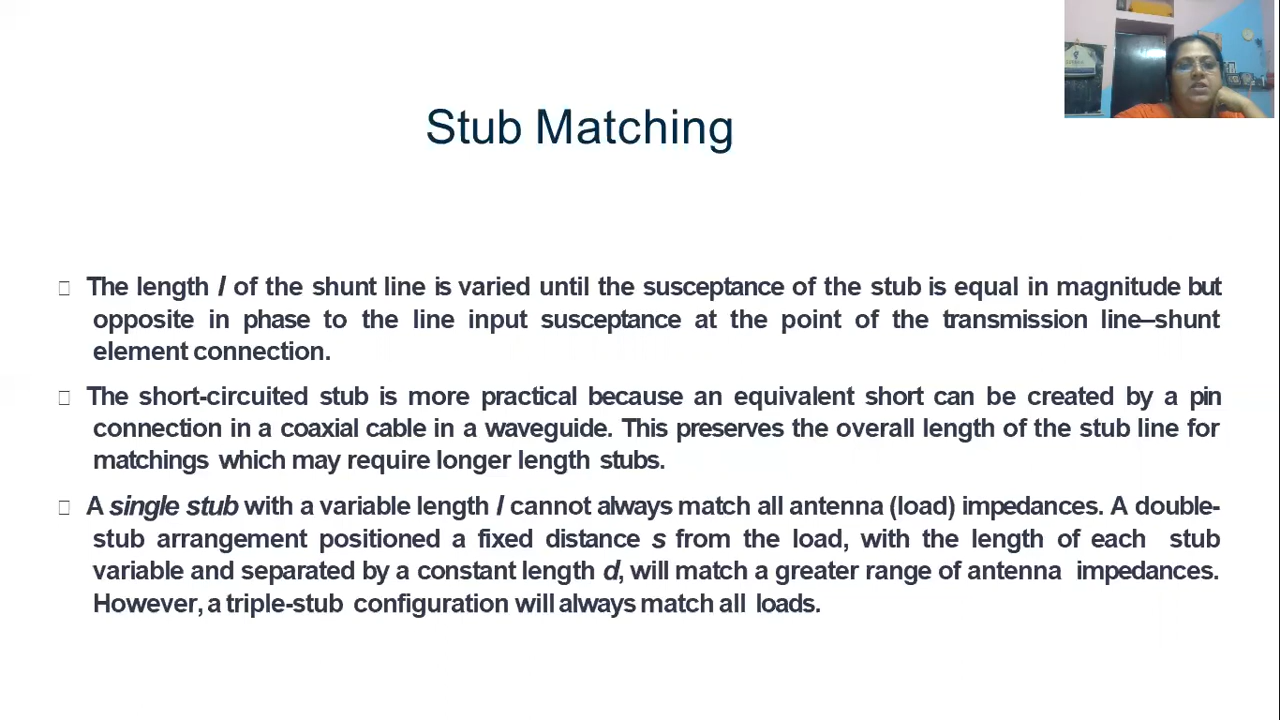 Stub Matching
The length l of the shunt line is varied until the susceptance of the stub is equal in magnitude but
opposite in phase to the line input susceptance at the point of the transmission line–shunt
element connection.
The short-circuited stub is more practical because an equivalent short can be created by a pin
connection in a coaxial cable in a waveguide. This preserves the overall length of the stub line for
matchings which may require longer length stubs.
A single stub with a variable length l cannot always match all antenna (load) impedances. A double-
stub arrangement positioned a fixed distance s from the load, with the length of each stub
variable and separated by a constant length d, will match a greater range of antenna impedances.
However, a triple-stub configuration will always match all loads.